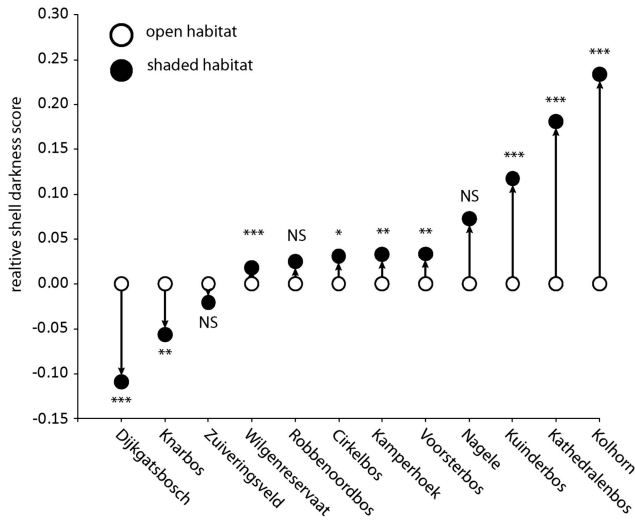 0.30
open habitat
shaded habitat
0.25
0.20
0.15
0.10
0.05
0.00
-0.05
-0.10
-0.15
realtive shell darkness score
***
**
NS
***
NS
*
**
**
NS
***
***
***
Dijkgatsbosch
Knarbos
Zuiveringsveld
Wilgenreservaat
Robbenoordbos
Cirkelbos
Kamperhoek
Voorsterbos
Nagele
Kuinderbos
Kathedralenbos
Kolhorn